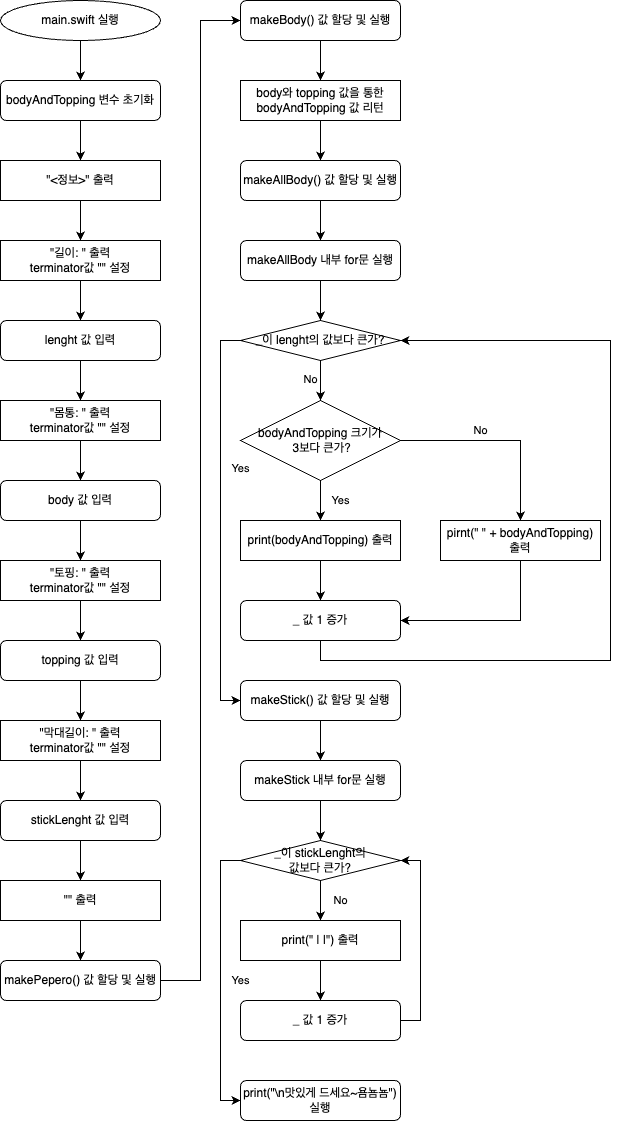 main.swift 실행
bodyAndTopping 변수 초기화
"<정보>" 출력
"길이: " 출력
terminator값 "" 설정
lenght 값 입력
"몸통: " 출력
terminator값 "" 설정
body 값 입력
"토핑: " 출력
terminator값 "" 설정
topping 값 입력
"막대길이: " 출력
terminator값 "" 설정
stickLenght 값 입력
"" 출력
makePepero() 값 할당 및 실행
makeBody() 값 할당 및 실행
body와 topping 값을 통한
bodyAndTopping 값 리턴
makeAllBody() 값 할당 및 실행
makeAllBody 내부 for문 실행
_이 lenght의 값보다 큰가?
No
bodyAndTopping 크기가
3보다 큰가?
Yes
No
Yes
print(bodyAndTopping) 출력
pirnt(" " + bodyAndTopping)
출력
_ 값 1 증가
makeStick() 값 할당 및 실행
makeStick 내부 for문 실행
_이 stickLenght의
값보다 큰가?
No
print(" | |") 출력
Yes
_ 값 1 증가
print("\n맛있게 드세요~욤뇸뇸")
실행